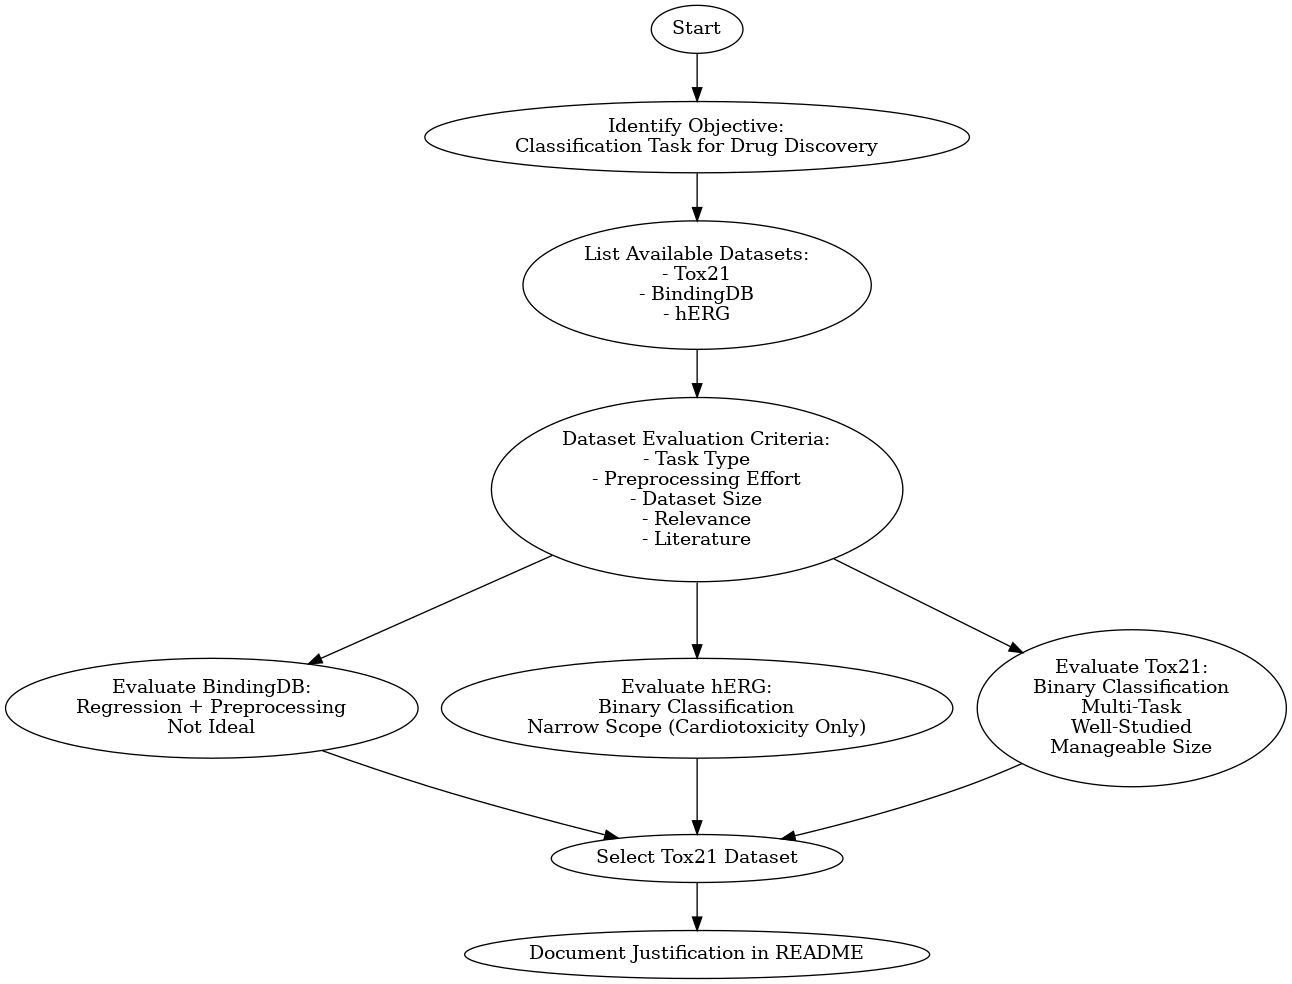 Start
Identify Objective:
Classification Task for Drug Discovery
List Available Datasets:
- Tox21
- BindingDB
- hERG
Dataset Evaluation Criteria:
- Task Type
- Preprocessing Effort
- Dataset Size
- Relevance
- Literature
Evaluate BindingDB:
Regression + Preprocessing
Not Ideal
Evaluate hERG:
Binary Classification
Narrow Scope (Cardiotoxicity Only)
Evaluate Tox21:
Binary Classification
Multi-Task
Well-Studied
Manageable Size
Select Tox21 Dataset
Document Justification in README